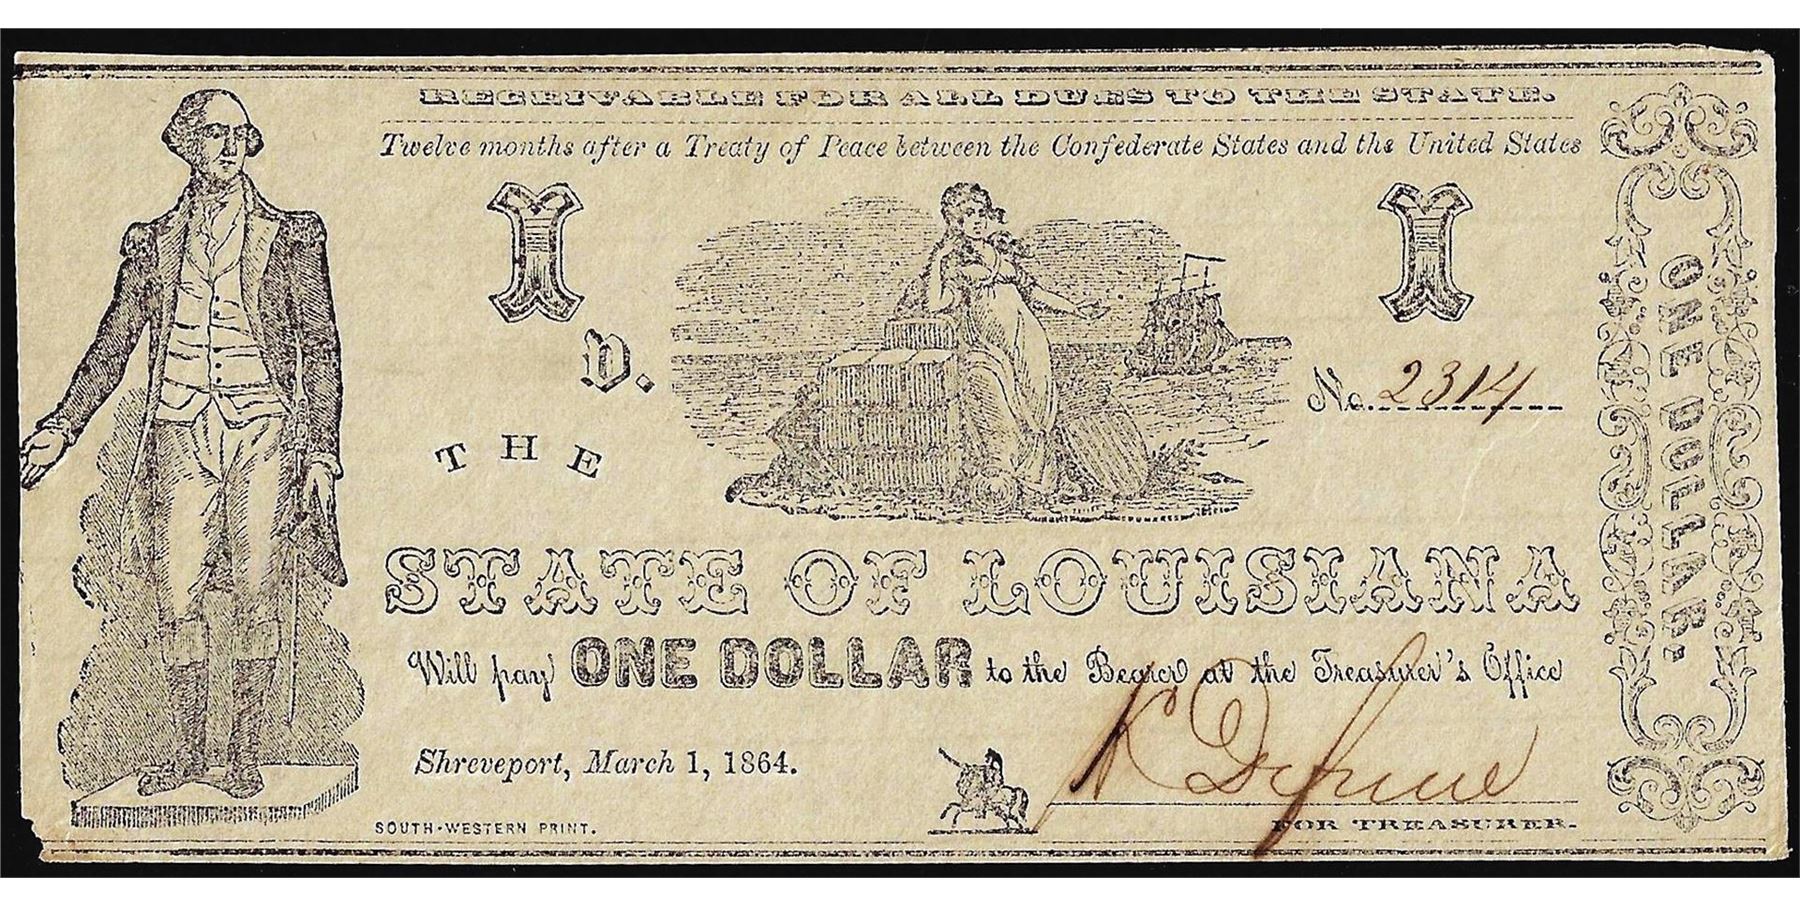 RECEIVABLE FOR ALL DUES TO THE STATE.
Twelve months after a Treaty of Peace between the Confederate States and the United States
I I
D.
No. 2314
THE
STATE OF LOUISIANA
Will pay ONE DOLLAR to the Bearer at the Treasurer's Office
Shreveport, March 1, 1864.
SOUTH-WESTERN PRINT.
FOR TREASURER.
ONE DOLLAR.